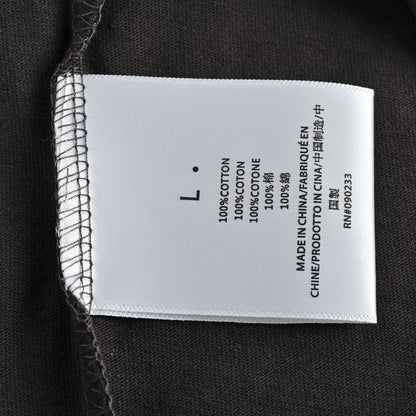 L.
100%COTTON
100%COTON
100%COTONE
100%棉
100%綿
MADE IN CHINA/FABRIQUÉ EN
CHINE/PRODOTTO IN CINA/中国制造/中
国製
RN#090233